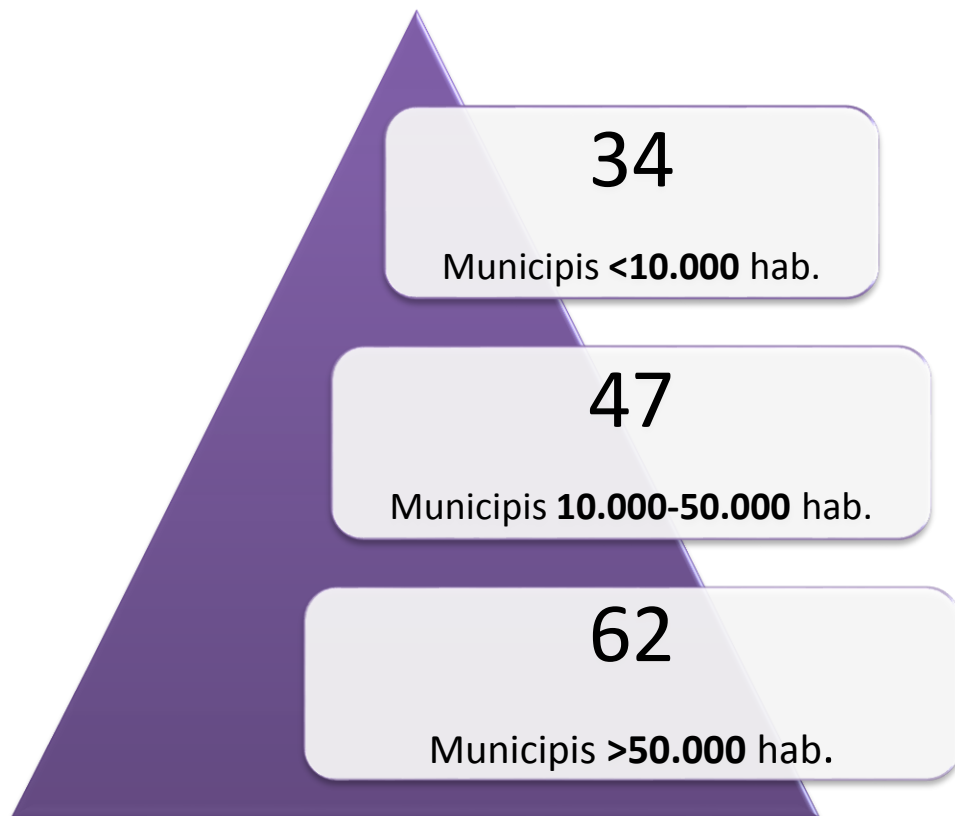 34
Municipis <10.000 hab.
47
Municipis 10.000-50.000 hab.
62
Municipis >50.000 hab.